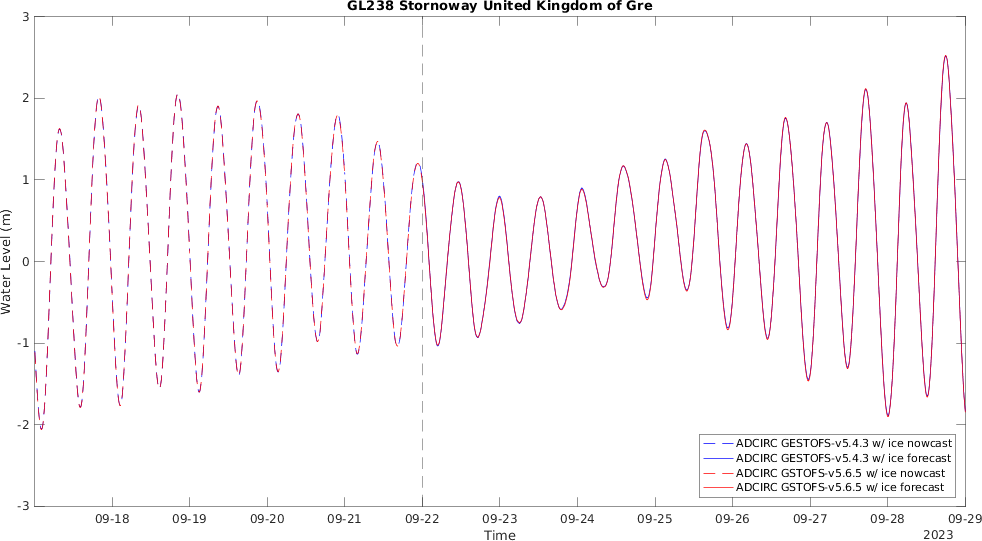 GL238 Stornoway United Kingdom of Gre
3
2
1
0
-1
-2
-3
Water Level (m)
09-18
09-19
09-20
09-21
09-22
09-23
09-24
09-25
09-26
09-27
09-28
09-29
Time
2023
ADCIRC GESTOFS-v5.4.3 w/ ice nowcast
ADCIRC GESTOFS-v5.4.3 w/ ice forecast
ADCIRC GSTOFS-v5.6.5 w/ ice nowcast
ADCIRC GSTOFS-v5.6.5 w/ ice forecast